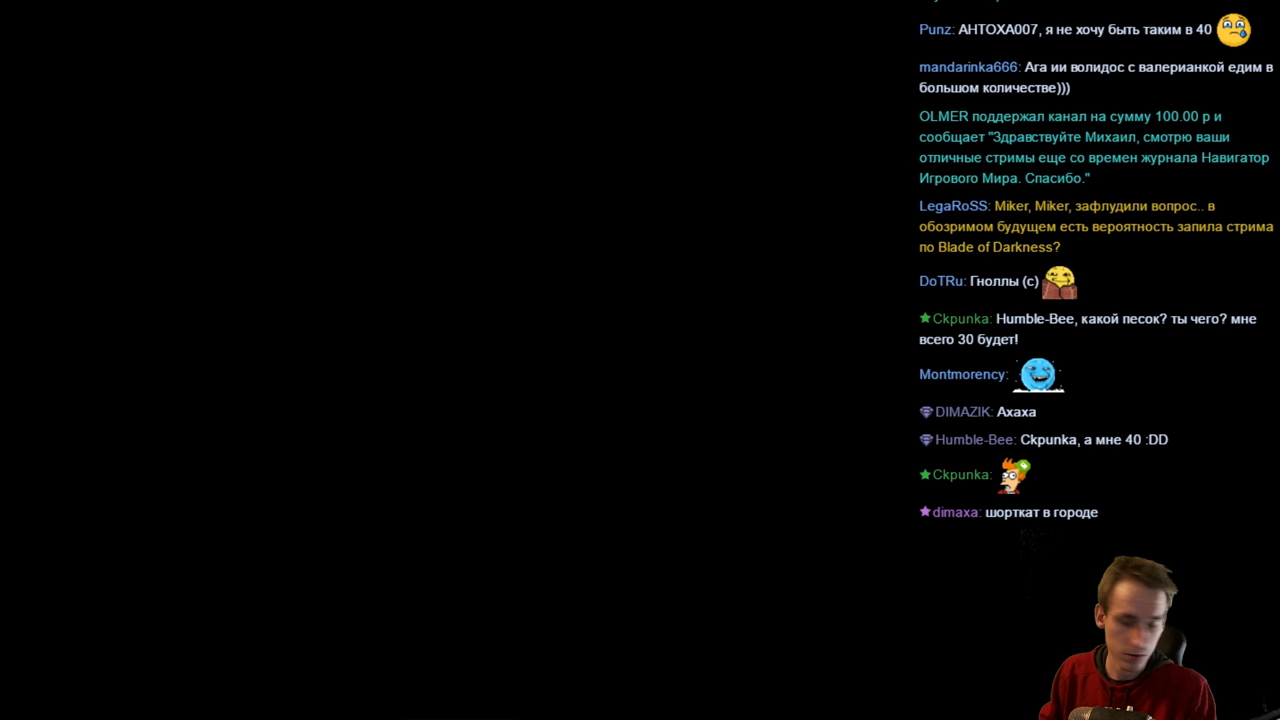 Punz: АНТОХА007, я не хочу быть таким в 40
mandarinka666: Ага ии волидос с валерианкой едим в
большом количестве)))
OLMER поддержал канал на сумму 100.00 р и
сообщает "Здравствуйте Михаил, смотрю ваши
отличные стримы еще со времен журнала Навигатор
Игрового Мира. Спасибо."
LegaRoSS: Miker, Miker, зафлудили вопрос.. в
обозримом будущем есть вероятность запила стрима
по Blade of Darkness?
DoTRu: Гноллы (с)
Ckpunka: Humble-Bee, какой песок? ты чего? мне
всего 30 будет!
Montmorency:
DIMAZIK: Ахаха
Humble-Bee: Ckpunka, а мне 40 :DD
Ckpunka:
dimaxa: шорткат в городе